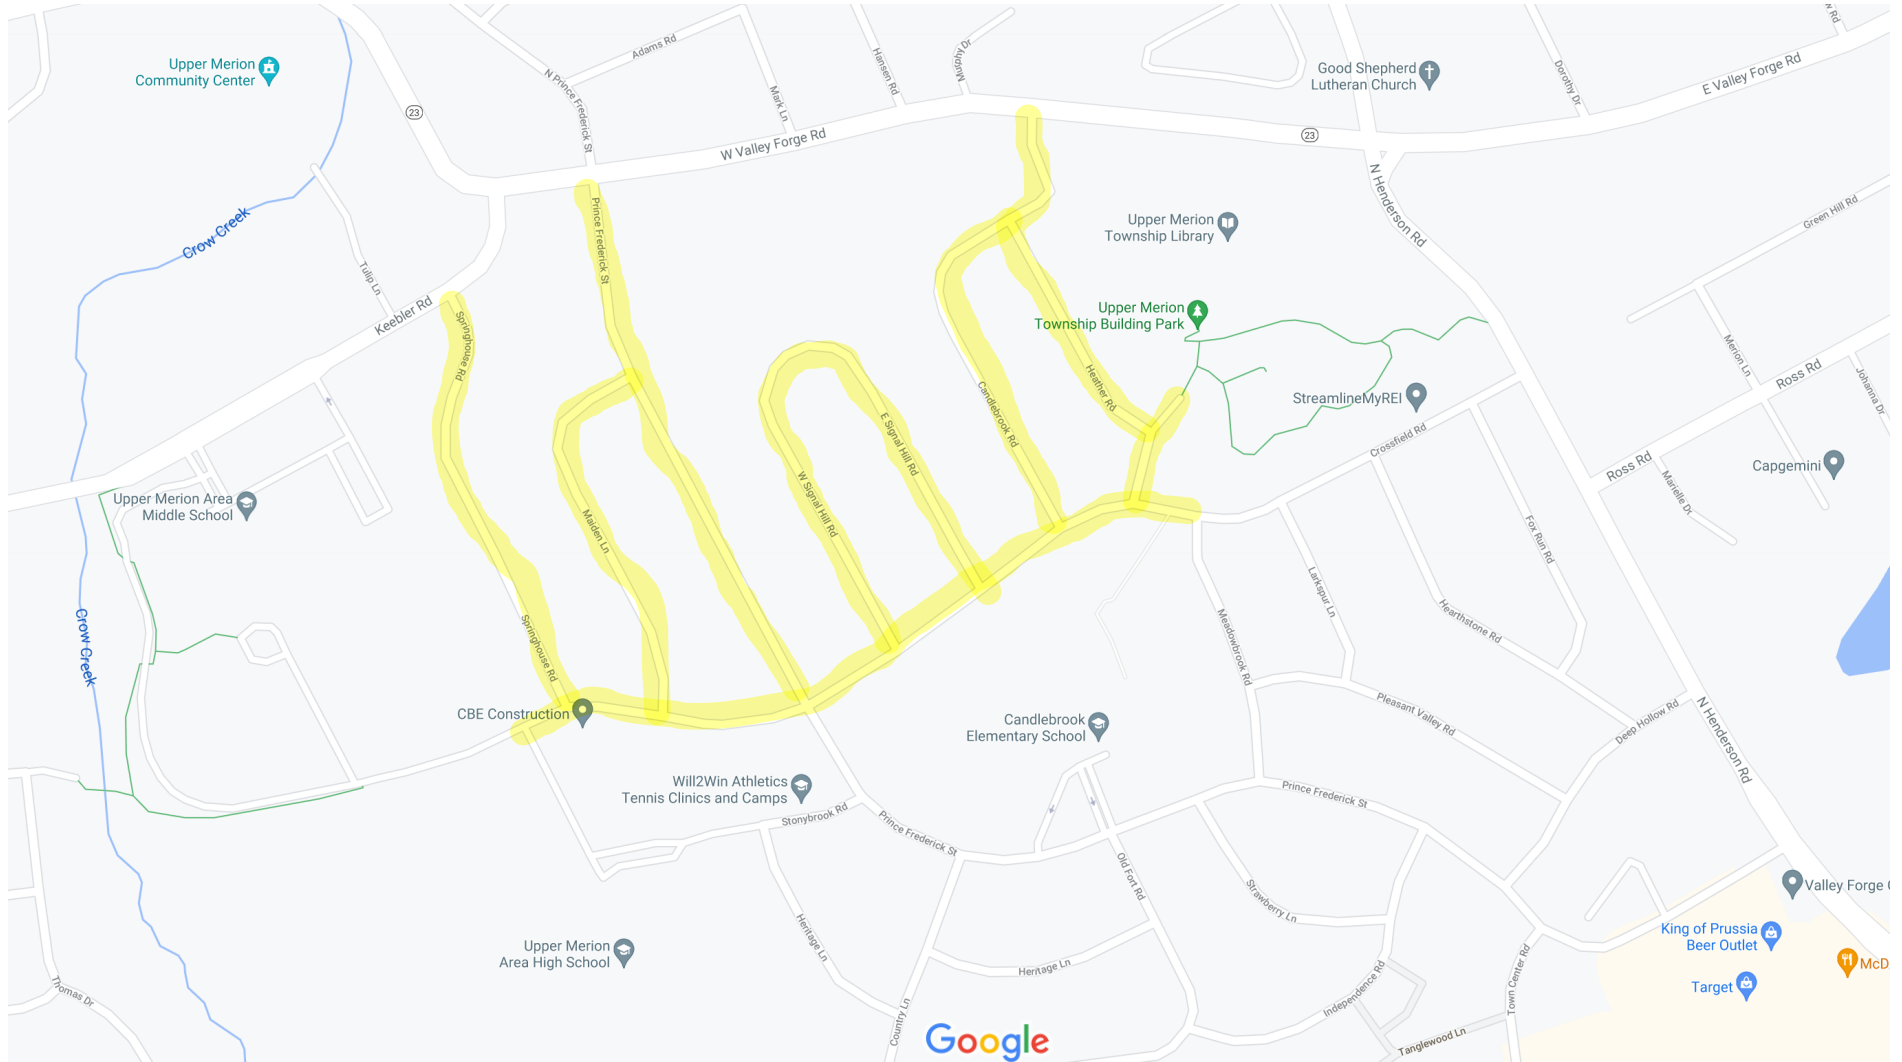 Upper Merion
Community Center
Adams Rd
N Prince Frederick St
Hansen Rd
Murphy Dr
Mark Ln
Good Shepherd
Lutheran Church
Dorothy Dr
E Valley Forge Rd
w Rd
23
W Valley Forge Rd
23
N Henderson Rd
Crow Creek
Tulip Ln
Keebler Rd
Prince Frederick St
Springhouse Rd
Upper Merion
Township Library
Green Hill Rd
Upper Merion
Township Building Park
Merion Ln
Ross Rd
Johanna Dr
Heather Rd
Candlebrook Rd
StreamlineMyREI
Crossfield Rd
E Signal Hill Rd
W Signal Hill Rd
Maiden Ln
Ross Rd
Marielle Dr
Capgemini
Upper Merion Area
Middle School
Fox Run Rd
Larkspur Ln
Hearthstone Rd
Meadowbrook Rd
Crow Creek
Springhouse Rd
CBE Construction
Candlebrook
Elementary School
Pleasant Valley Rd
Deep Hollow Rd
N Henderson Rd
Will2Win Athletics
Tennis Clinics and Camps
Stonybrook Rd
Prince Frederick St
Prince Frederick St
Old Fort Rd
Strawberry Ln
Valley Forge C
Heritage Ln
Upper Merion
Area High School
Heritage Ln
King of Prussia
Beer Outlet
McD
Target
Thomas Dr
Country Ln
Independence Rd
Town Center Rd
Tanglewood Ln
Google